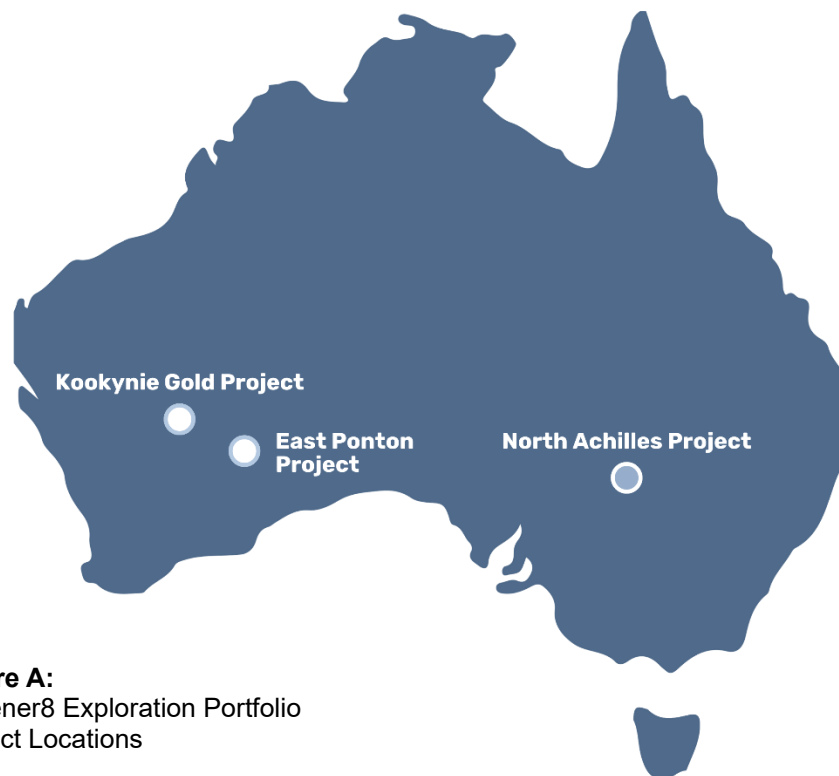 Kookynie Gold Project
East Ponton
Project
North Achilles Project
re A:
ener8 Exploration Portfolio
ct Locations